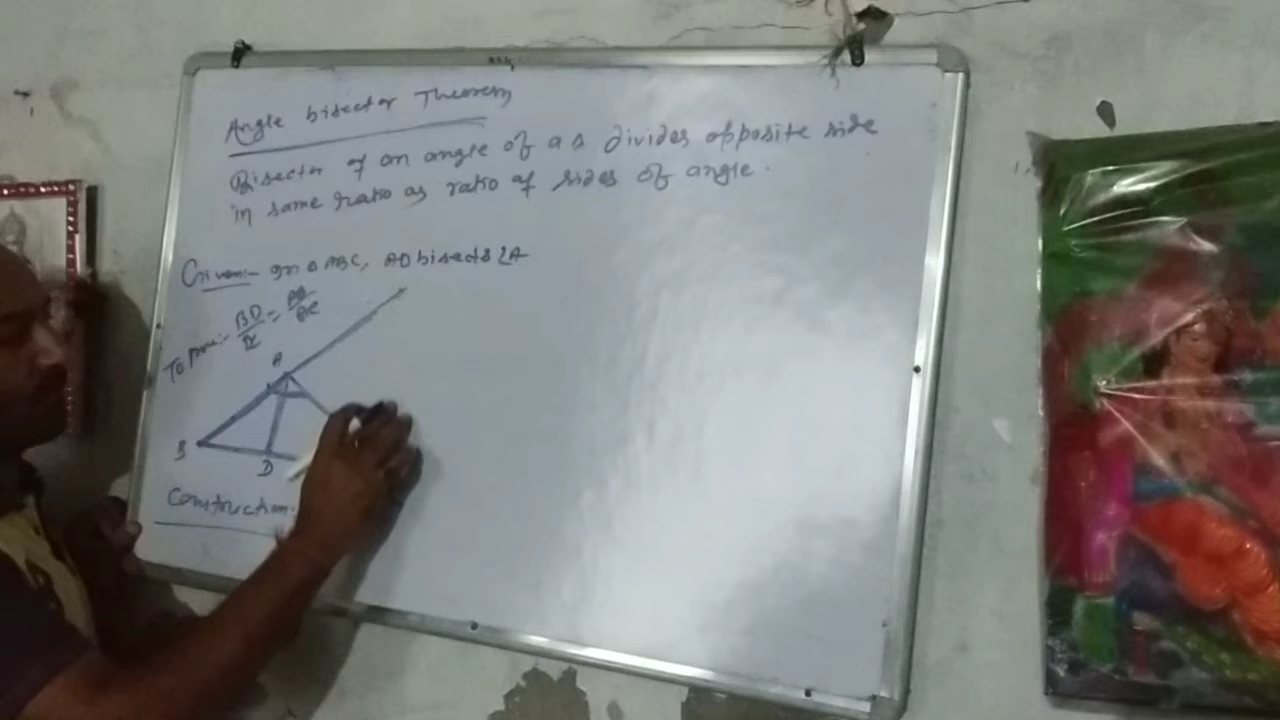 Angle bisector Theorem
Bisector of an angle of a Δ divides opposite side
in same ratio as ratio of sides of angle.
Given:- In Δ ABC, AD bisects ∠A
To prove:- BD/DC = AB/AC
A
B
D
Construction:-